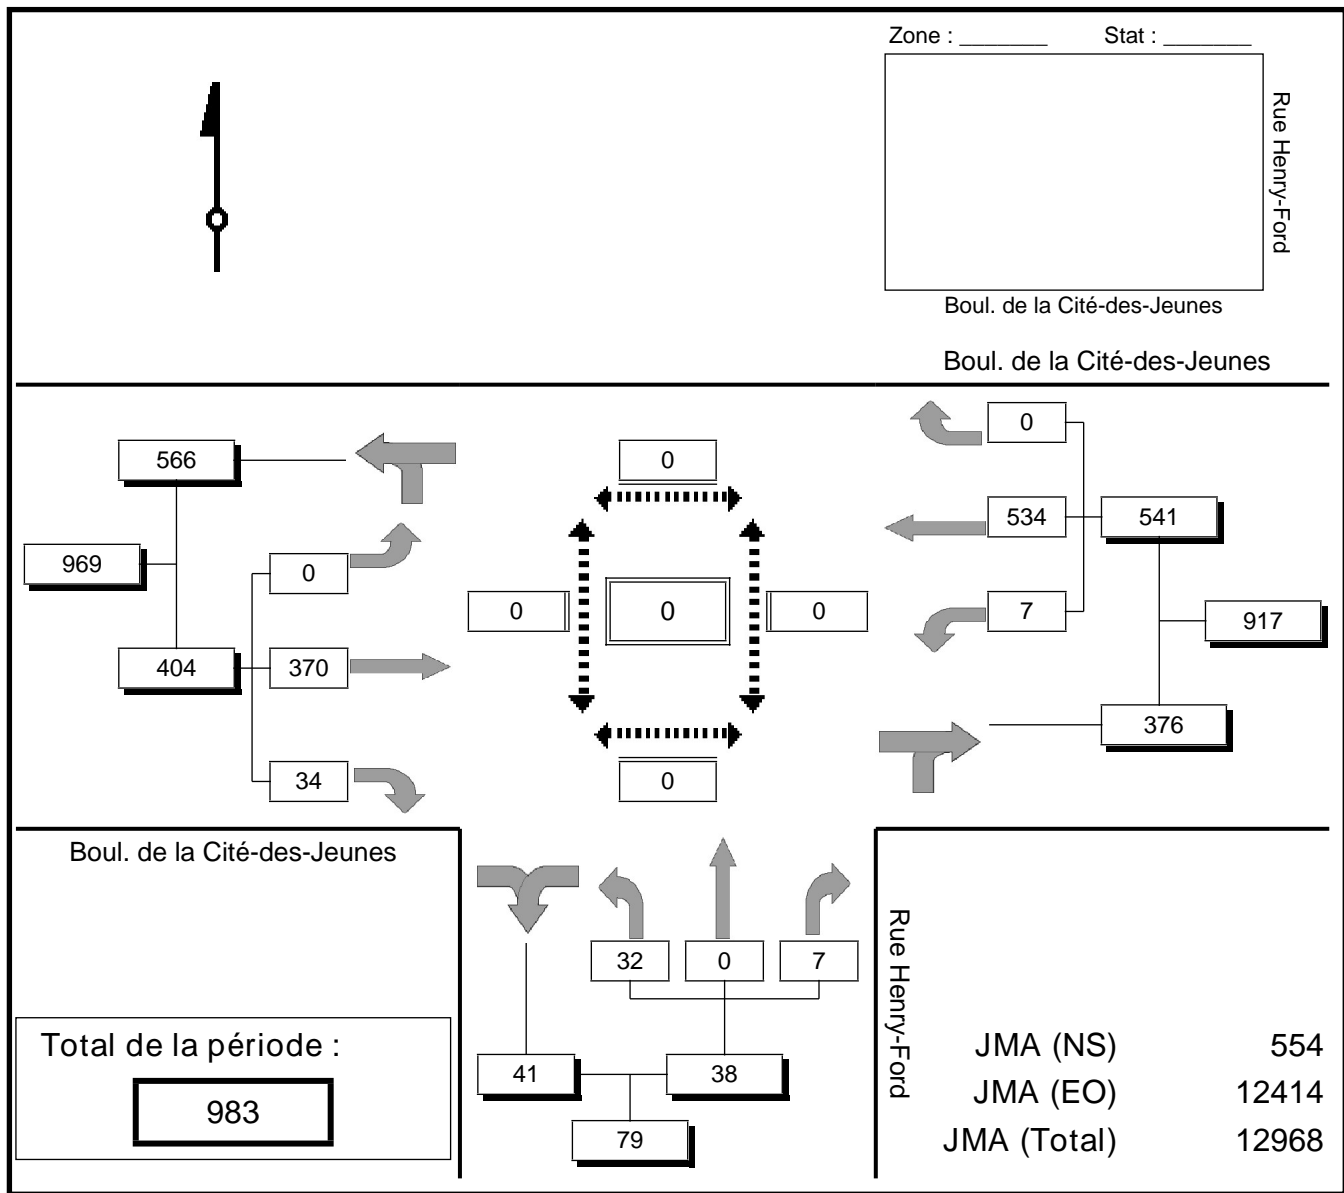 Zone : _______ Stat : _______
Rue Henry-Ford
Boul. de la Cité-des-Jeunes
Boul. de la Cité-des-Jeunes
566
969
0
404
370
34
0
0
0
0
0
0
534
541
7
917
376
Boul. de la Cité-des-Jeunes
32
0
7
41
38
79
Rue Henry-Ford
Total de la période :
983
JMA (NS) 554
JMA (EO) 12414
JMA (Total) 12968